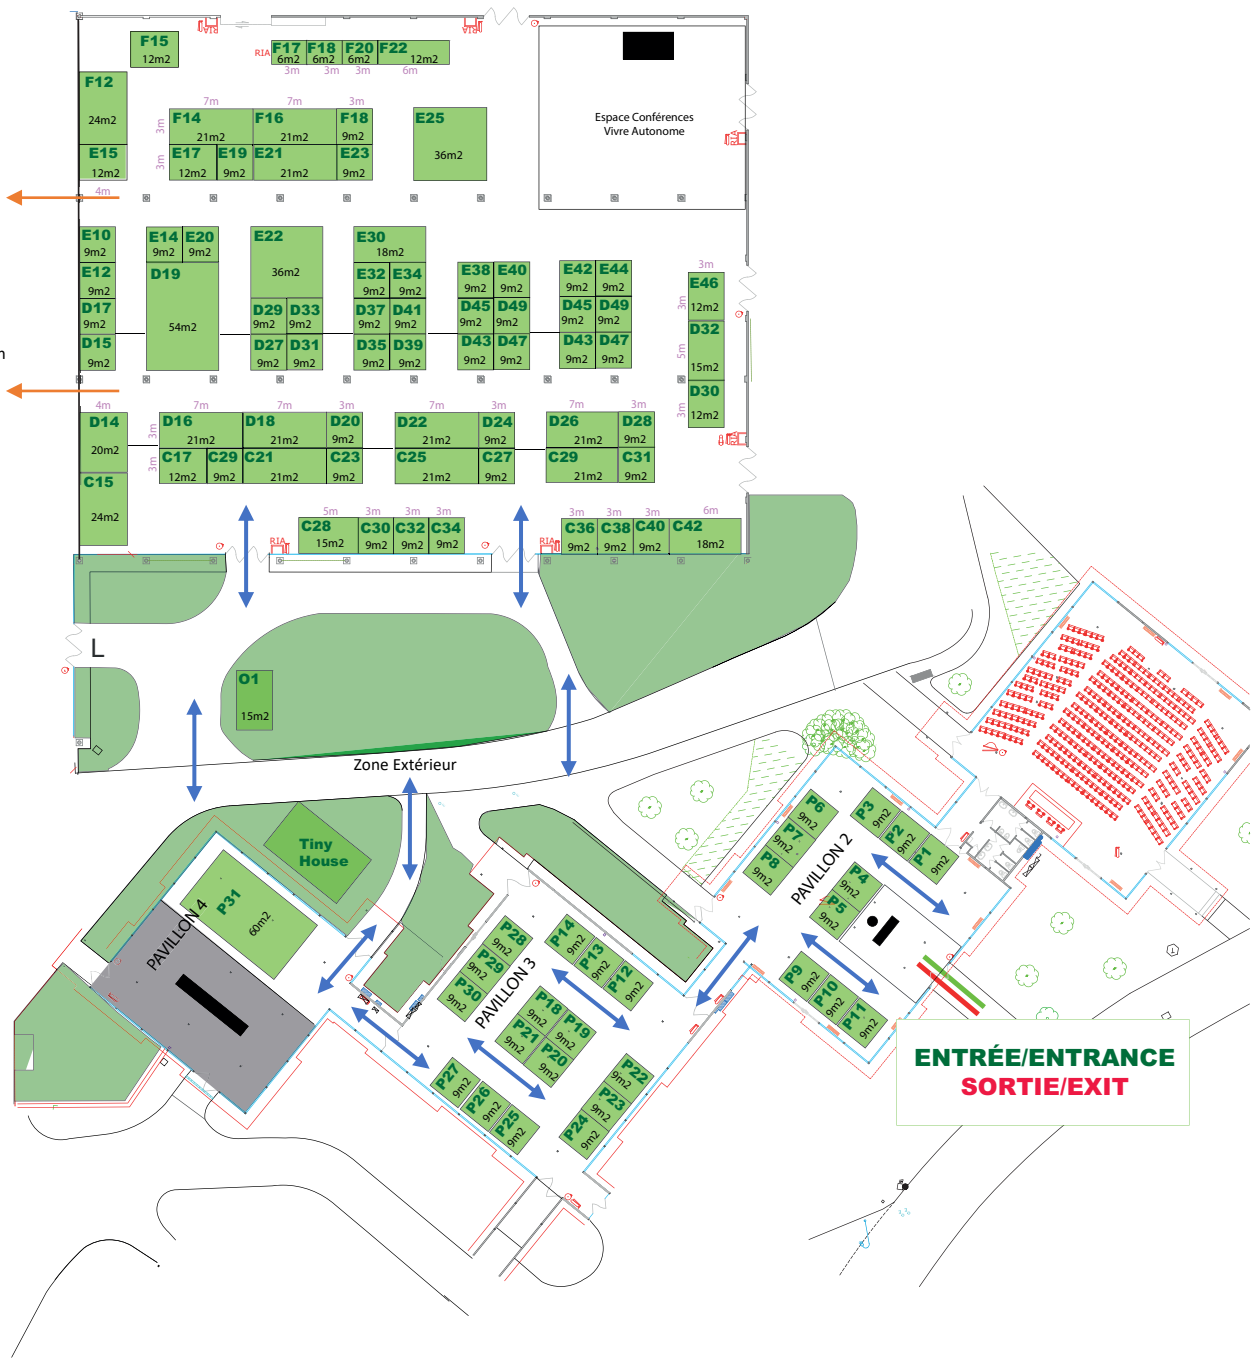 F15
12m2
RIA
RIA
RIA
F17 F18 F20 F22
6m2 6m2 6m2 12m2
3m 3m 3m 6m
F12
24m2
Espace Conférences
Vivre Autonome
7m 7m 3m
3m
F14 F16 F18
21m2 21m2 9m2
E25
36m2
RIA
E15
12m2
4m
3m
E17 E19 E21 E23
12m2 9m2 21m2 9m2
E10
9m2
E14 E20
9m2 9m2
E22
36m2
E30
18m2
E12
9m2
D19
54m2
E32 E34
9m2 9m2
E38 E40
9m2 9m2
E42 E44
9m2 9m2
3m
3m
E46
12m2
D17
9m2
D29 D33
9m2 9m2
D37 D41
9m2 9m2
D45 D49
9m2 9m2
D45 D49
9m2 9m2
5m
D32
15m2
D15
9m2
D27 D31
9m2 9m2
D35 D39
9m2 9m2
D43 D47
9m2 9m2
D43 D47
9m2 9m2
3m
D30
12m2
4m 7m 7m 3m 7m 3m 7m 3m
D14
20m2
3m
D16 D18 D20 D22 D24 D26 D28
21m2 21m2 9m2 21m2 9m2 21m2 9m2
RIA
C15
24m2
3m
C17 C29 C21 C23 C25 C27 C29 C31
12m2 9m2 21m2 9m2 21m2 9m2 21m2 9m2
5m 3m 3m 3m
C28 C30 C32 C34
15m2 9m2 9m2 9m2
3m 3m 3m 6m
C36 C38 C40 C42
9m2 9m2 9m2 18m2
RIA
RIA
L
O1
15m2
Zone Extérieur
Tiny
House
PAVILLON 4
P31
60m2
PAVILLON 2
P6
9m2
P7
9m2
P8
9m2
P3
9m2
P2
9m2
P1
9m2
P4
9m2
P5
9m2
P9
9m2
P10
9m2
P11
9m2
PAVILLON 3
P28
9m2
P29
9m2
P30
9m2
P14
9m2
P13
9m2
P12
9m2
P18
9m2
P19
9m2
P21
9m2
P20
9m2
P27
9m2
P26
9m2
P25
9m2
P22
9m2
P23
9m2
P24
9m2
ENTRÉE/ENTRANCE
SORTIE/EXIT